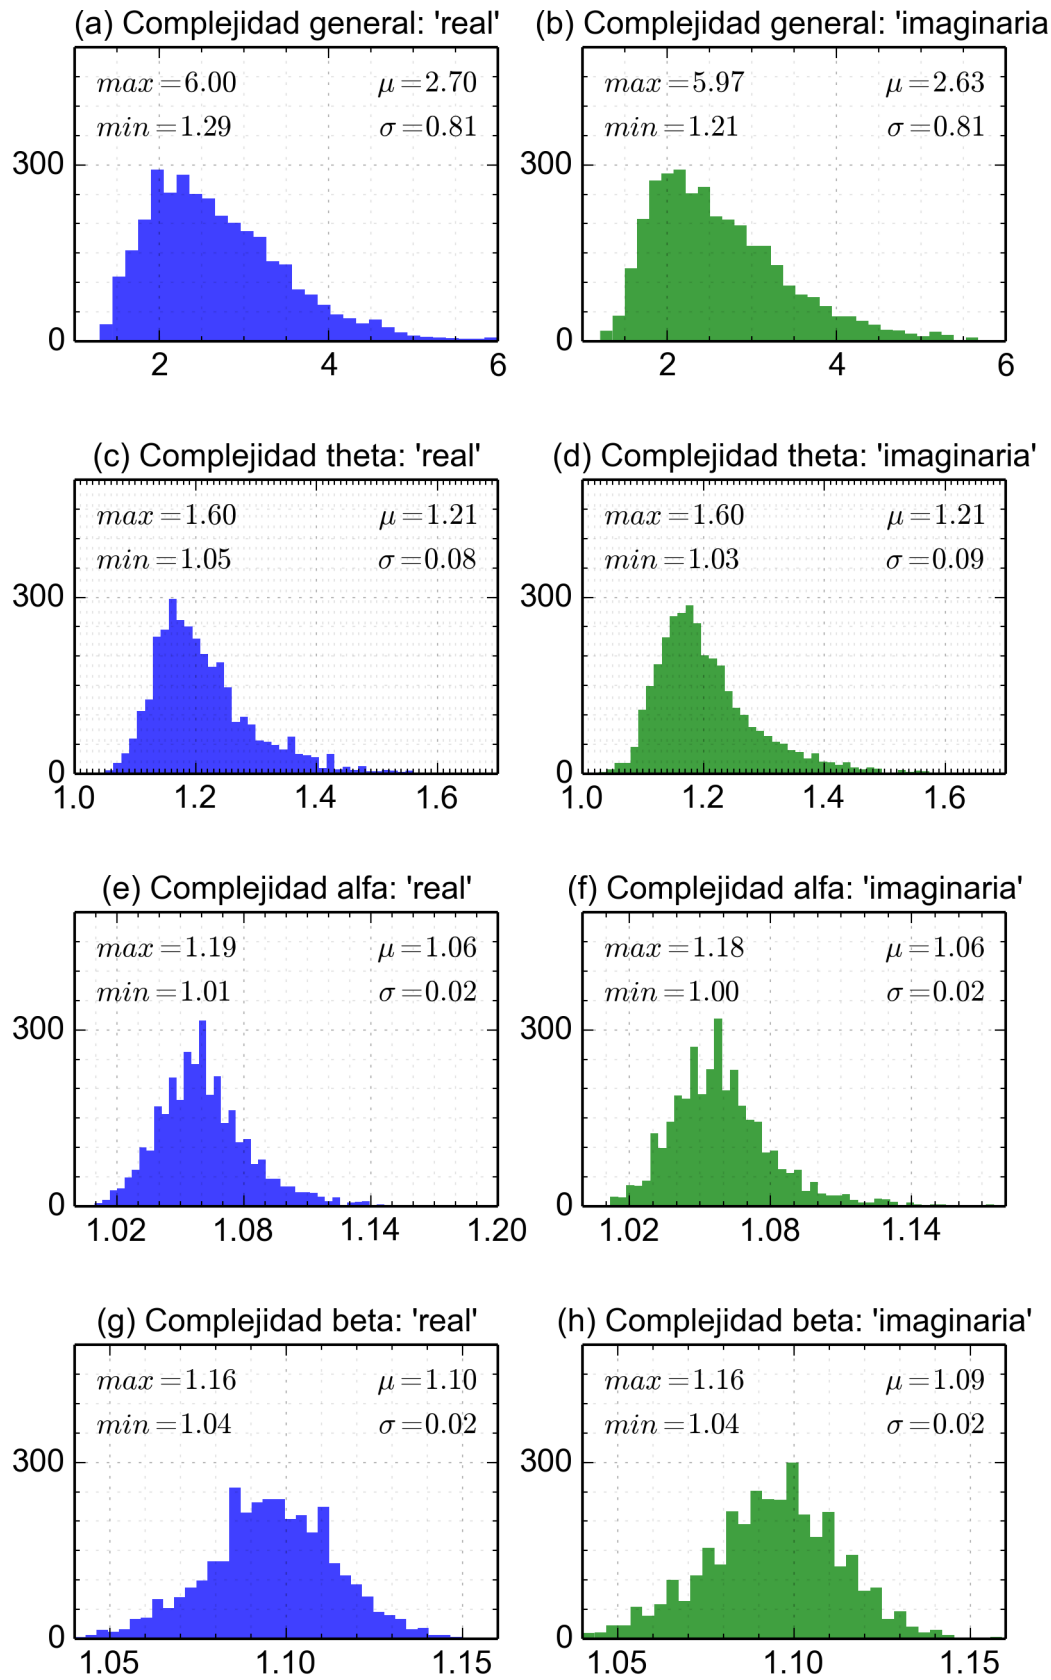 (a) Complejidad general: 'real'
(b) Complejidad general: 'imaginaria
max=6.00 μ=2.70
min=1.29 σ=0.81
300
0
2 4 6
max=5.97 μ=2.63
min=1.21 σ=0.81
300
0
2 4 6
(c) Complejidad theta: 'real'
(d) Complejidad theta: 'imaginaria'
max=1.60 μ=1.21
min=1.05 σ=0.08
300
0
1.0 1.2 1.4 1.6
max=1.60 μ=1.21
min=1.03 σ=0.09
300
0
1.0 1.2 1.4 1.6
(e) Complejidad alfa: 'real'
(f) Complejidad alfa: 'imaginaria'
max=1.19 μ=1.06
min=1.01 σ=0.02
300
0
1.02 1.08 1.14 1.20
max=1.18 μ=1.06
min=1.00 σ=0.02
300
0
1.02 1.08 1.14
(g) Complejidad beta: 'real'
(h) Complejidad beta: 'imaginaria'
max=1.16 μ=1.10
min=1.04 σ=0.02
300
0
1.05 1.10 1.15
max=1.16 μ=1.09
min=1.04 σ=0.02
300
0
1.05 1.10 1.15